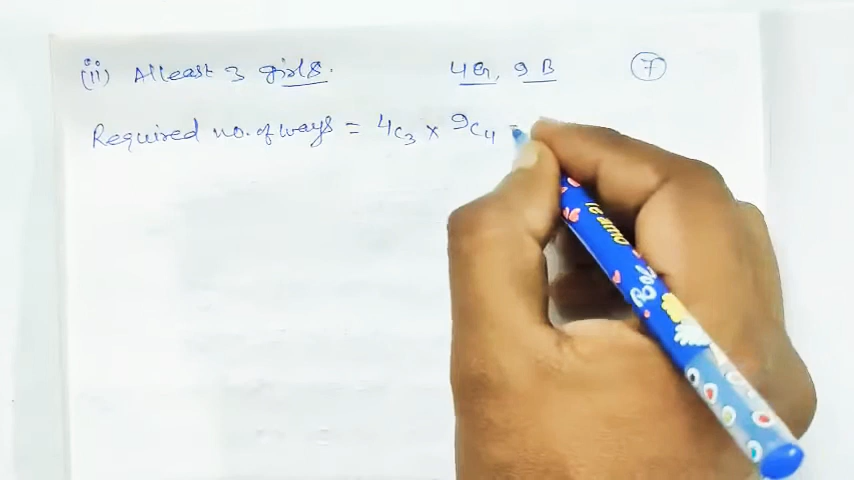 (ii) Atleast 3 girls. 4G, 9B 7
Required no. of ways = 4C3 × 9C4 =